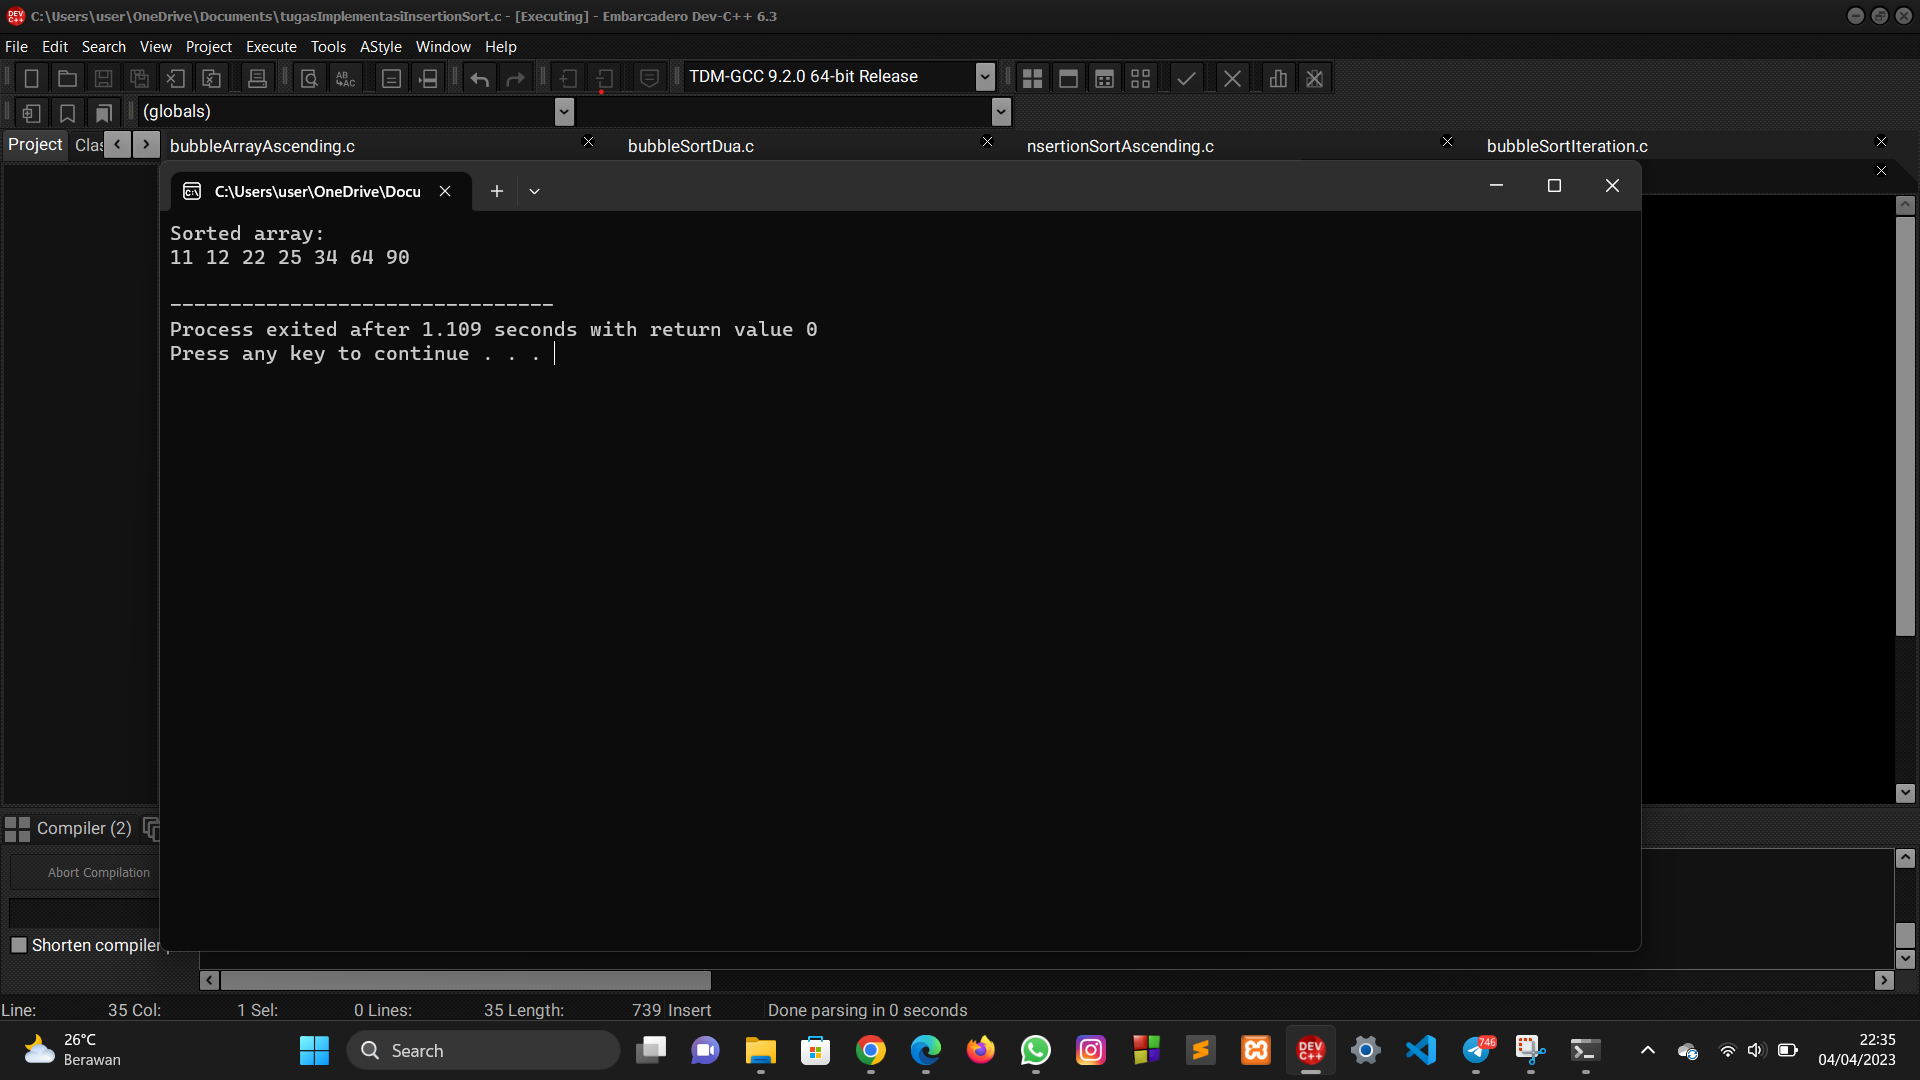 C:\Users\user\OneDrive\Documents\tugasImplementasiInsertionSort.c - [Executing] - Embarcadero Dev-C++ 6.3
File Edit Search View Project Execute Tools AStyle Window Help
TDM-GCC 9.2.0 64-bit Release
(globals)
Project Clas
bubbleArrayAscending.c bubbleSortDua.c nsertionSortAscending.c bubbleSortIteration.c
C:\Users\user\OneDrive\Docu
Sorted array:
11 12 22 25 34 64 90
--------------------------------
Process exited after 1.109 seconds with return value 0
Press any key to continue . . .
Compiler (2)
Abort Compilation
Shorten compiler
Line: 35 Col: 1 Sel: 0 Lines: 35 Length: 739 Insert Done parsing in 0 seconds
26°C
Berawan
Search
DEV C++
746
22:35
04/04/2023